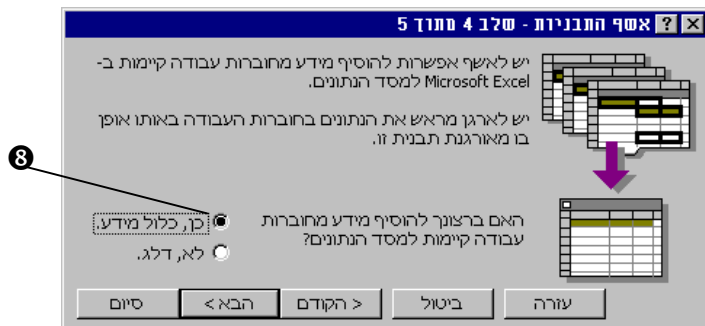 אשף התבניות - שלב 4 מתוך 5
יש לאשף אפשרות להוסיף מידע מחוברות עבודה קיימות ב-
Microsoft Excel למסד הנתונים.
יש לארגן מראש את הנתונים בחוברות העבודה באותו אופן
בו מאורגנת תבנית זו.
8
האם ברצונך להוסיף מידע מחוברות
עבודה קיימות למסד הנתונים?
כן, כלול מידע.
לא, דלג.
עזרה ביטול < הקודם הבא > סיום